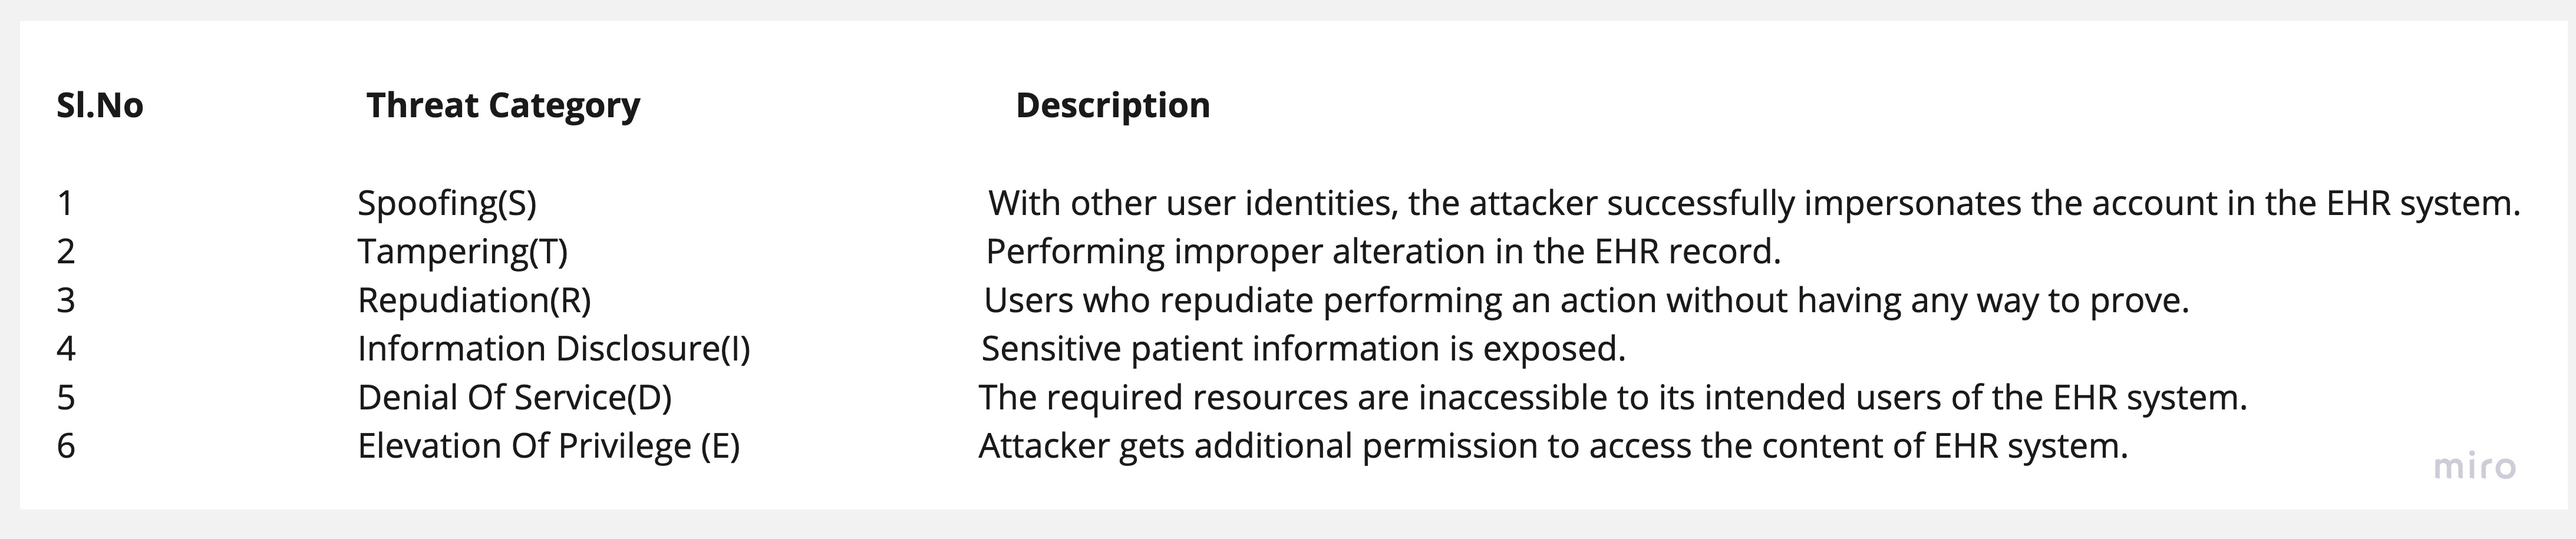 Sl.No Threat Category Description
1 Spoofing(S) With other user identities, the attacker successfully impersonates the account in the EHR system.
2 Tampering(T) Performing improper alteration in the EHR record.
3 Repudiation(R) Users who repudiate performing an action without having any way to prove.
4 Information Disclosure(I) Sensitive patient information is exposed.
5 Denial Of Service(D) The required resources are inaccessible to its intended users of the EHR system.
6 Elevation Of Privilege (E) Attacker gets additional permission to access the content of EHR system.
miro